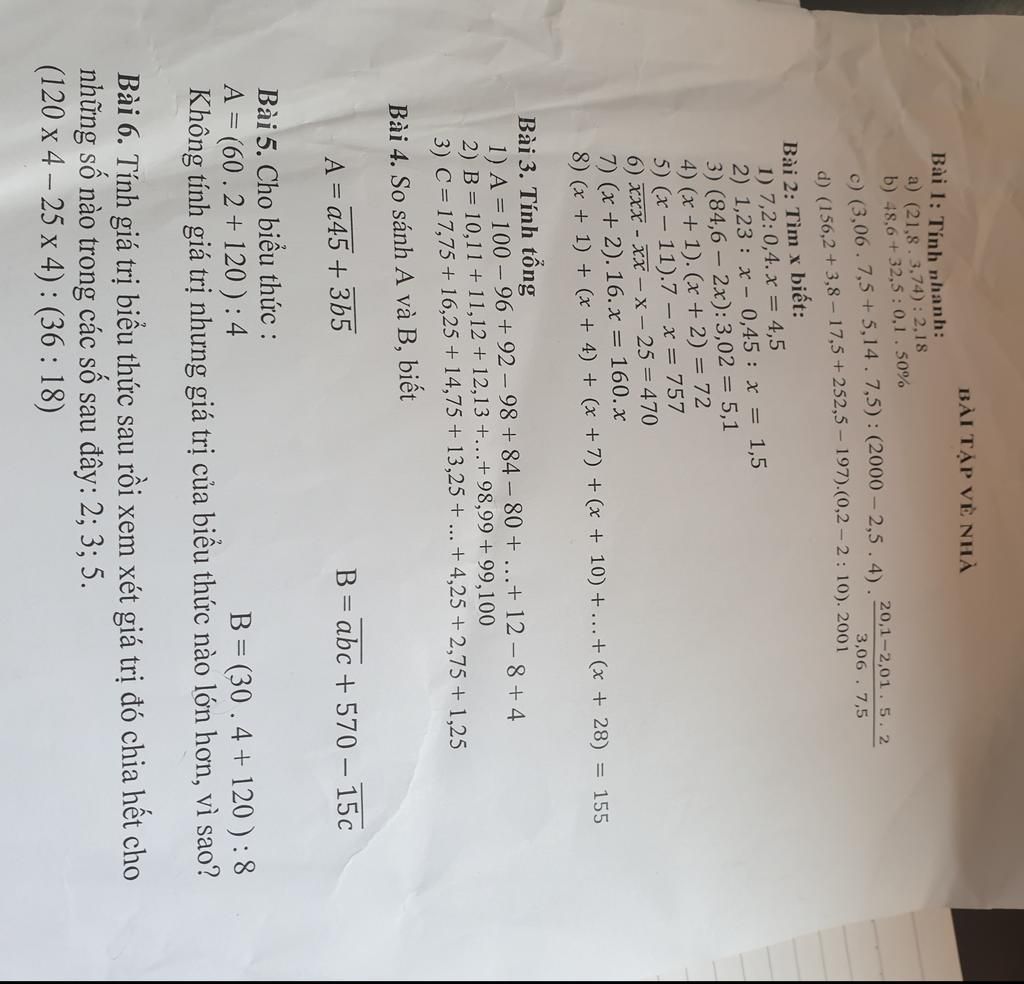 BÀI TẬP VỀ NHÀ
Bài 1: Tính nhanh:
a) (21,8 . 3,74) : 2,18
b) 48,6 + 32,5 : 0,1 . 50%
c) (3,06 . 7,5 + 5,14 . 7,5) : (2000 – 2,5 . 4) . (20,1−2,01 . 5 . 2)/(3,06 . 7,5)
d) (156,2 + 3,8 – 17,5 + 252,5 – 197).(0,2 – 2 : 10). 2001
Bài 2: Tìm x biết:
1) 7,2: 0,4. x = 4,5
2) 1,23 : x − 0,45 : x = 1,5
3) (84,6 − 2x): 3,02 = 5,1
4) (x + 1). (x + 2) = 72
5) (x − 11).7 − x = 757
6) x̅x̅x̅ - x̅x̅ – x – 25 = 470
7) (x + 2). 16. x = 160. x
8) (x + 1) + (x + 4) + (x + 7) + (x + 10) + … + (x + 28) = 155
Bài 3. Tính tổng
1) A = 100 – 96 + 92 – 98 + 84 – 80 + … + 12 – 8 + 4
2) B = 10,11 + 11,12 + 12,13 +…+ 98,99 + 99,100
3) C = 17,75 + 16,25 + 14,75 + 13,25 + ... + 4,25 + 2,75 + 1,25
Bài 4. So sánh A và B, biết
A = a̅4̅5̅ + 3̅b̅5̅ B = a̅b̅c̅ + 570 – 1̅5̅c̅
Bài 5. Cho biểu thức :
A = (60 . 2 + 120 ) : 4 B = (30 . 4 + 120 ) : 8
Không tính giá trị nhưng giá trị của biểu thức nào lớn hơn, vì sao?
Bài 6. Tính giá trị biểu thức sau rồi xem xét giá trị đó chia hết cho
những số nào trong các số sau đây: 2; 3; 5.
(120 x 4 – 25 x 4) : (36 : 18)